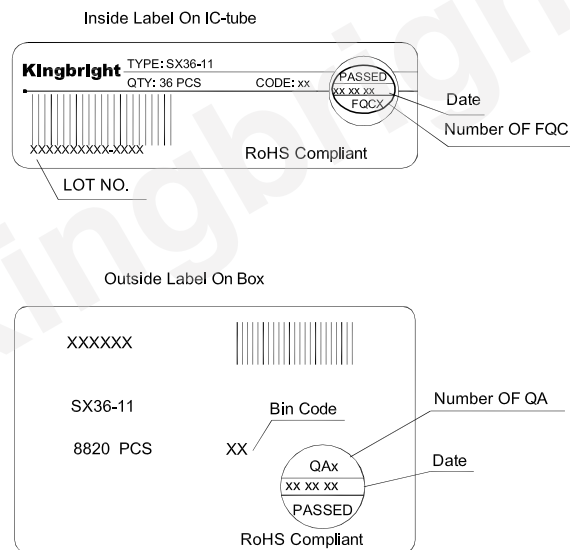 Inside Label On IC-tube
Kingbright
TYPE: SX36-11
QTY: 36 PCS CODE: xx
PASSED
xx xx xx
FQCX
Date
Number OF FQC
XXXXXXXXXX-XXXX
RoHS Compliant
LOT NO.
Outside Label On Box
XXXXXX
SX36-11
Bin Code
Number OF QA
8820 PCS
XX
QAx
Date
xx xx xx
PASSED
RoHS Compliant
Kingbright